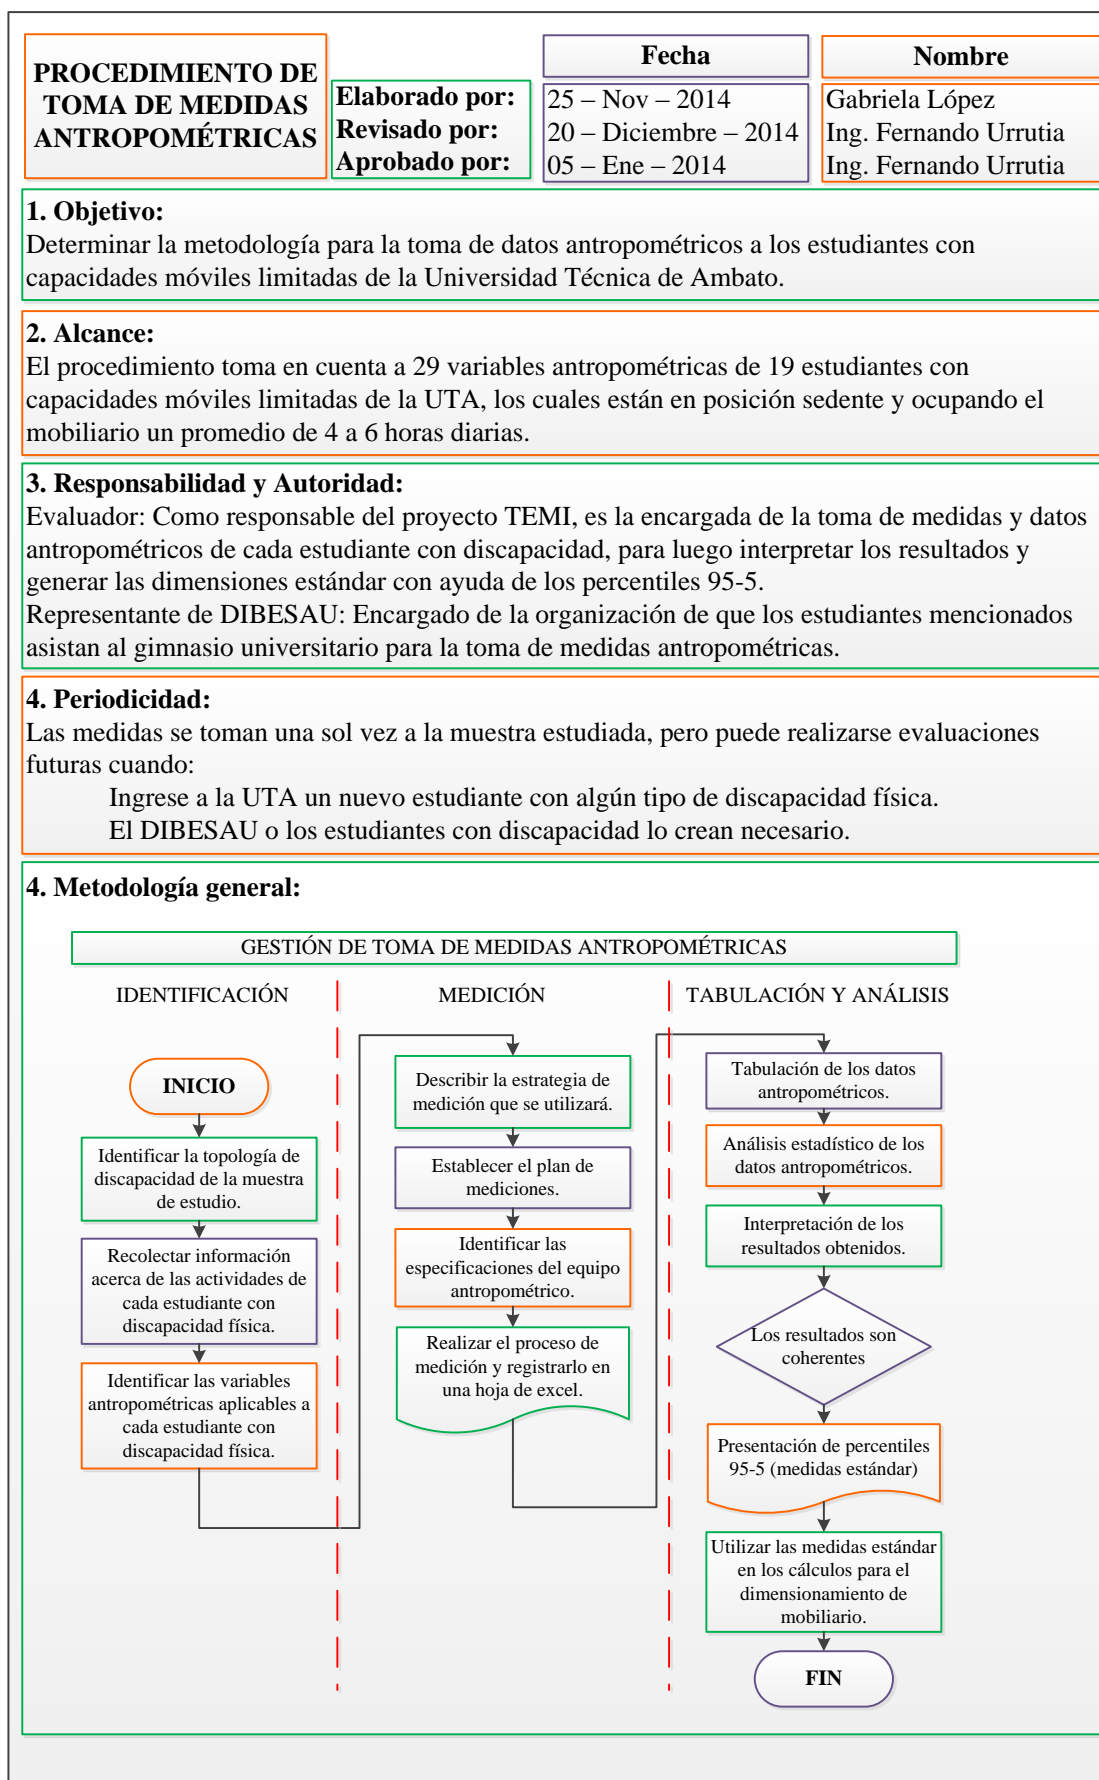 PROCEDIMIENTO DE
TOMA DE MEDIDAS
ANTROPOMÉTRICAS
Elaborado por:
Revisado por:
Aprobado por:
Fecha
25 – Nov – 2014
20 – Diciembre – 2014
05 – Ene – 2014
Nombre
Gabriela López
Ing. Fernando Urrutia
Ing. Fernando Urrutia
1. Objetivo:
Determinar la metodología para la toma de datos antropométricos a los estudiantes con
capacidades móviles limitadas de la Universidad Técnica de Ambato.
2. Alcance:
El procedimiento toma en cuenta a 29 variables antropométricas de 19 estudiantes con
capacidades móviles limitadas de la UTA, los cuales están en posición sedente y ocupando el
mobiliario un promedio de 4 a 6 horas diarias.
3. Responsabilidad y Autoridad:
Evaluador: Como responsable del proyecto TEMI, es la encargada de la toma de medidas y datos
antropométricos de cada estudiante con discapacidad, para luego interpretar los resultados y
generar las dimensiones estándar con ayuda de los percentiles 95-5.
Representante de DIBESAU: Encargado de la organización de que los estudiantes mencionados
asistan al gimnasio universitario para la toma de medidas antropométricas.
4. Periodicidad:
Las medidas se toman una sol vez a la muestra estudiada, pero puede realizarse evaluaciones
futuras cuando:
Ingrese a la UTA un nuevo estudiante con algún tipo de discapacidad física.
El DIBESAU o los estudiantes con discapacidad lo crean necesario.
4. Metodología general:
GESTIÓN DE TOMA DE MEDIDAS ANTROPOMÉTRICAS
IDENTIFICACIÓN
INICIO
Identificar la topología de
discapacidad de la muestra
de estudio.
Recolectar información
acerca de las actividades de
cada estudiante con
discapacidad física.
Identificar las variables
antropométricas aplicables a
cada estudiante con
discapacidad física.
MEDICIÓN
Describir la estrategia de
medición que se utilizará.
Establecer el plan de
mediciones.
Identificar las
especificaciones del equipo
antropométrico.
Realizar el proceso de
medición y registrarlo en
una hoja de excel.
TABULACIÓN Y ANÁLISIS
Tabulación de los datos
antropométricos.
Análisis estadístico de los
datos antropométricos.
Interpretación de los
resultados obtenidos.
Los resultados son
coherentes
Presentación de percentiles
95-5 (medidas estándar)
Utilizar las medidas estándar
en los cálculos para el
dimensionamiento de
mobiliario.
FIN